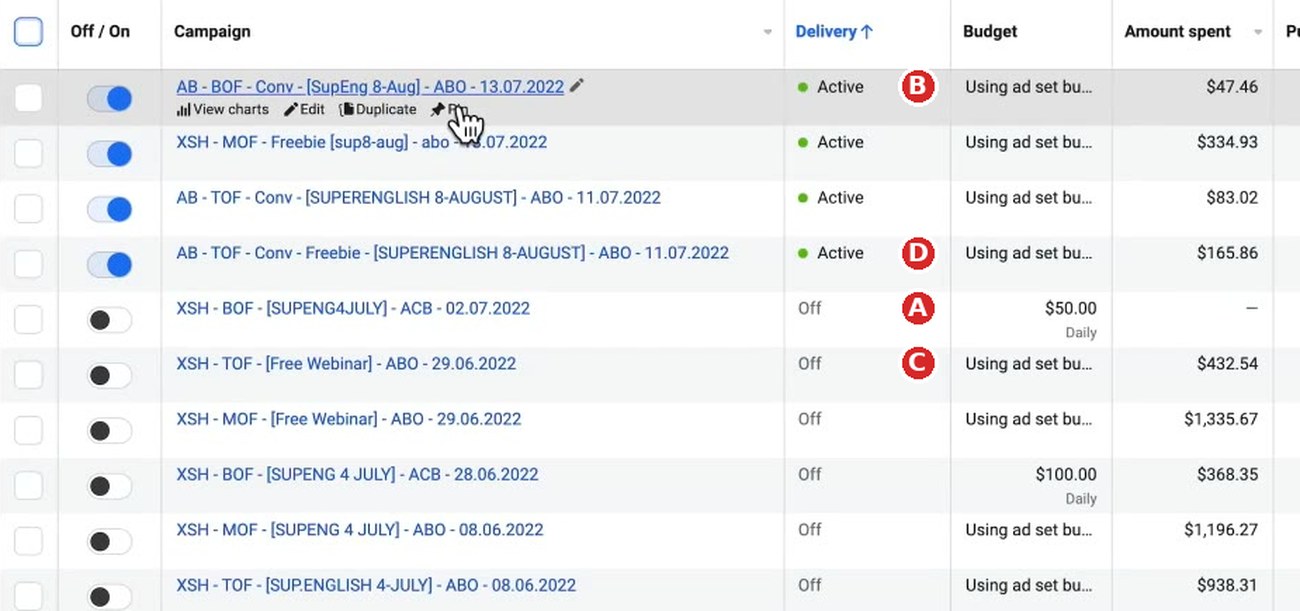 Off / On Campaign Delivery↑ Budget Amount spent
AB - BOF - Conv - [SupEng 8-Aug] - ABO - 13.07.2022 Active B Using ad set bu... $47.46
View charts Edit Duplicate
XSH - MOF - Freebie [sup8-aug] - abo - .07.2022 Active Using ad set bu... $334.93
AB - TOF - Conv - [SUPERENGLISH 8-AUGUST] - ABO - 11.07.2022 Active Using ad set bu... $83.02
AB - TOF - Conv - Freebie - [SUPERENGLISH 8-AUGUST] - ABO - 11.07.2022 Active D Using ad set bu... $165.86
XSH - BOF - [SUPENG4JULY] - ACB - 02.07.2022 Off A $50.00 —
Daily
XSH - TOF - [Free Webinar] - ABO - 29.06.2022 Off C Using ad set bu... $432.54
XSH - MOF - [Free Webinar] - ABO - 29.06.2022 Off Using ad set bu... $1,335.67
XSH - BOF - [SUPENG 4 JULY] - ACB - 28.06.2022 Off $100.00 $368.35
Daily
XSH - MOF - [SUPENG 4 JULY] - ABO - 08.06.2022 Off Using ad set bu... $1,196.27
XSH - TOF - [SUP.ENGLISH 4-JULY] - ABO - 08.06.2022 Off Using ad set bu... $938.31